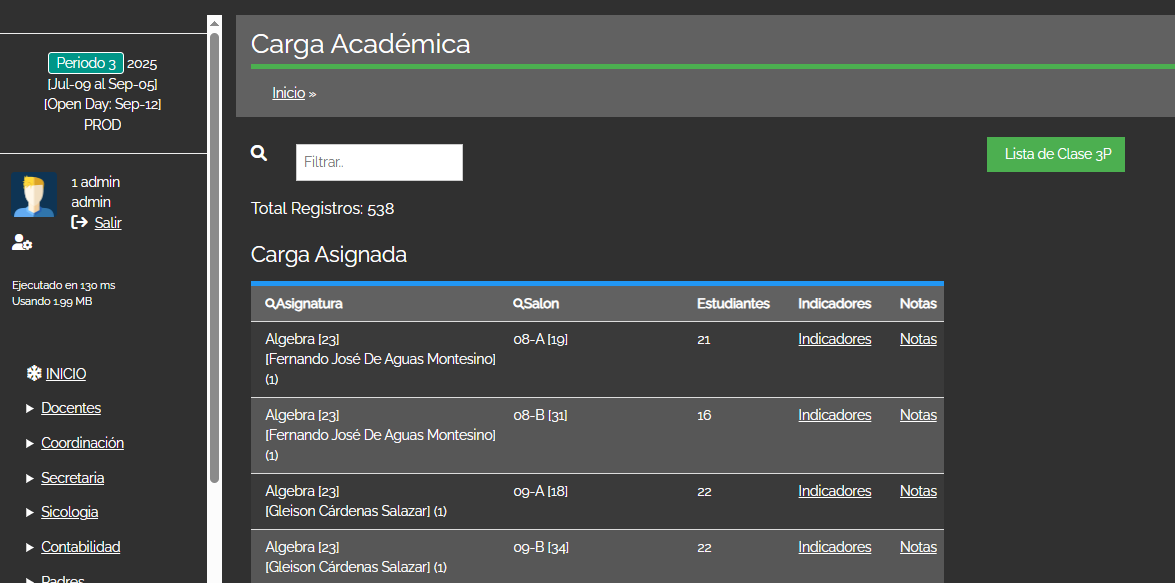 Periodo 3 2025
[Jul-09 al Sep-05]
[Open Day: Sep-12]
PROD
1 admin
admin
Salir
Ejecutado en 130 ms
Usando 1.99 MB
INICIO
Docentes
Coordinación
Secretaria
Sicologia
Contabilidad
Padres
Carga Académica
Inicio »
Filtrar..
Lista de Clase 3P
Total Registros: 538
Carga Asignada
Asignatura Salon Estudiantes Indicadores Notas
Algebra [23] 08-A [19] 21 Indicadores Notas
[Fernando José De Aguas Montesino]
(1)
Algebra [23] 08-B [31] 16 Indicadores Notas
[Fernando José De Aguas Montesino]
(1)
Algebra [23] 09-A [18] 22 Indicadores Notas
[Gleison Cárdenas Salazar] (1)
Algebra [23] 09-B [34] 22 Indicadores Notas
[Gleison Cárdenas Salazar] (1)